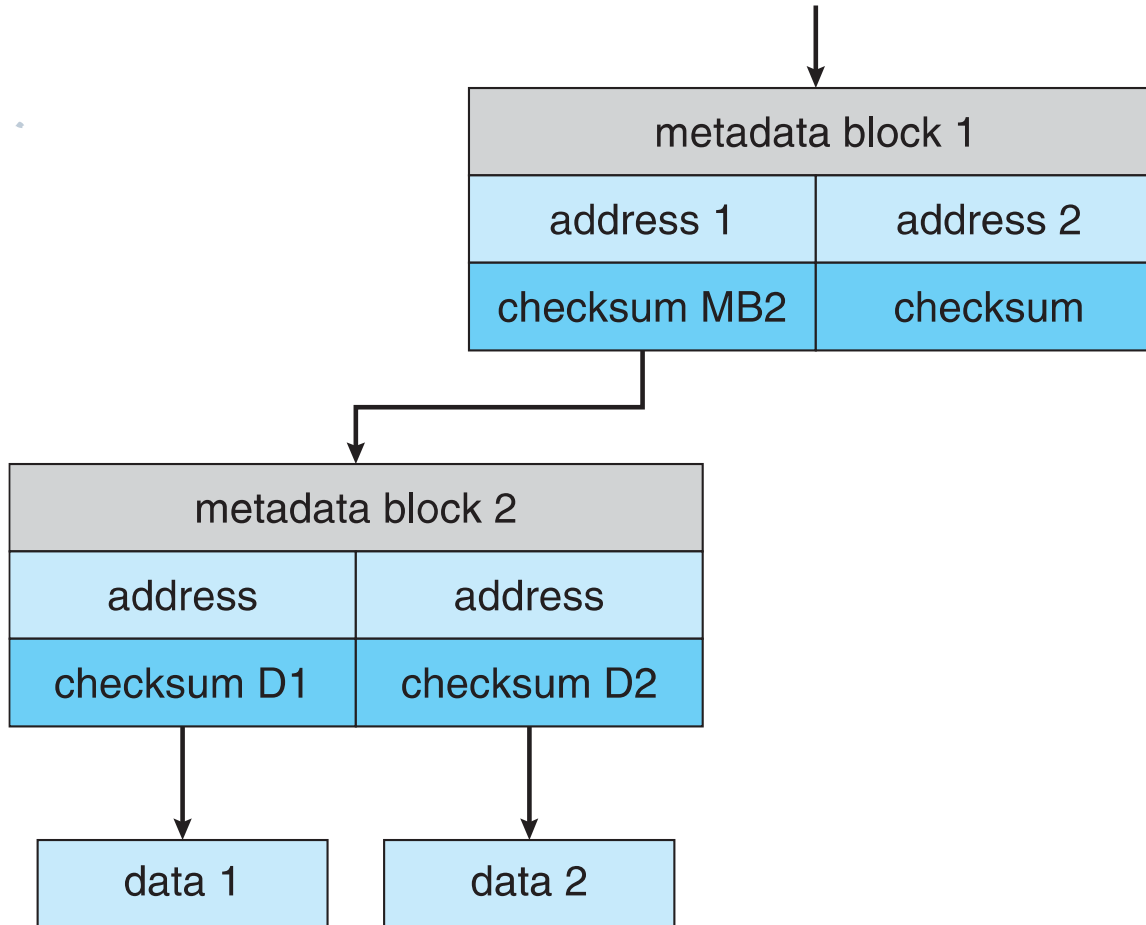 metadata block 1
address 1 address 2
checksum MB2 checksum
metadata block 2
address address
checksum D1 checksum D2
data 1 data 2